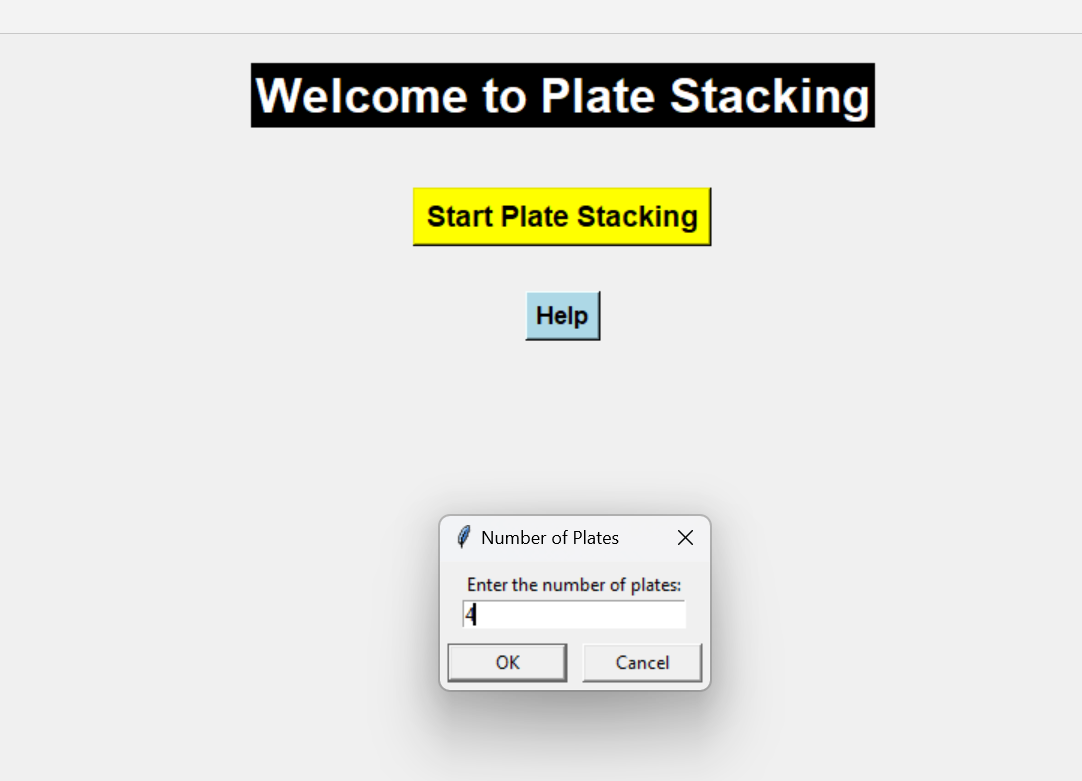 Welcome to Plate Stacking
Start Plate Stacking
Help
Number of Plates
Enter the number of plates:
4
OK
Cancel